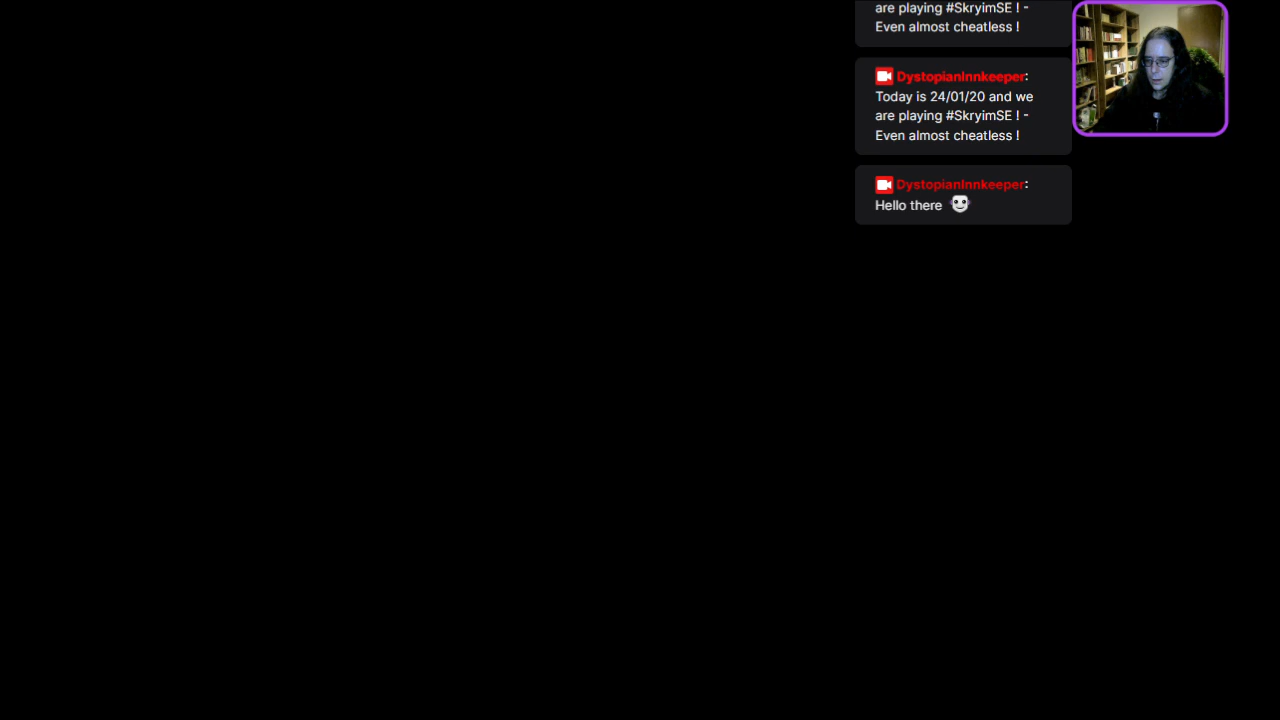 are playing #SkryimSE ! -
Even almost cheatless !
DystopianInnkeeper:
Today is 24/01/20 and we
are playing #SkryimSE ! -
Even almost cheatless !
DystopianInnkeeper:
Hello there